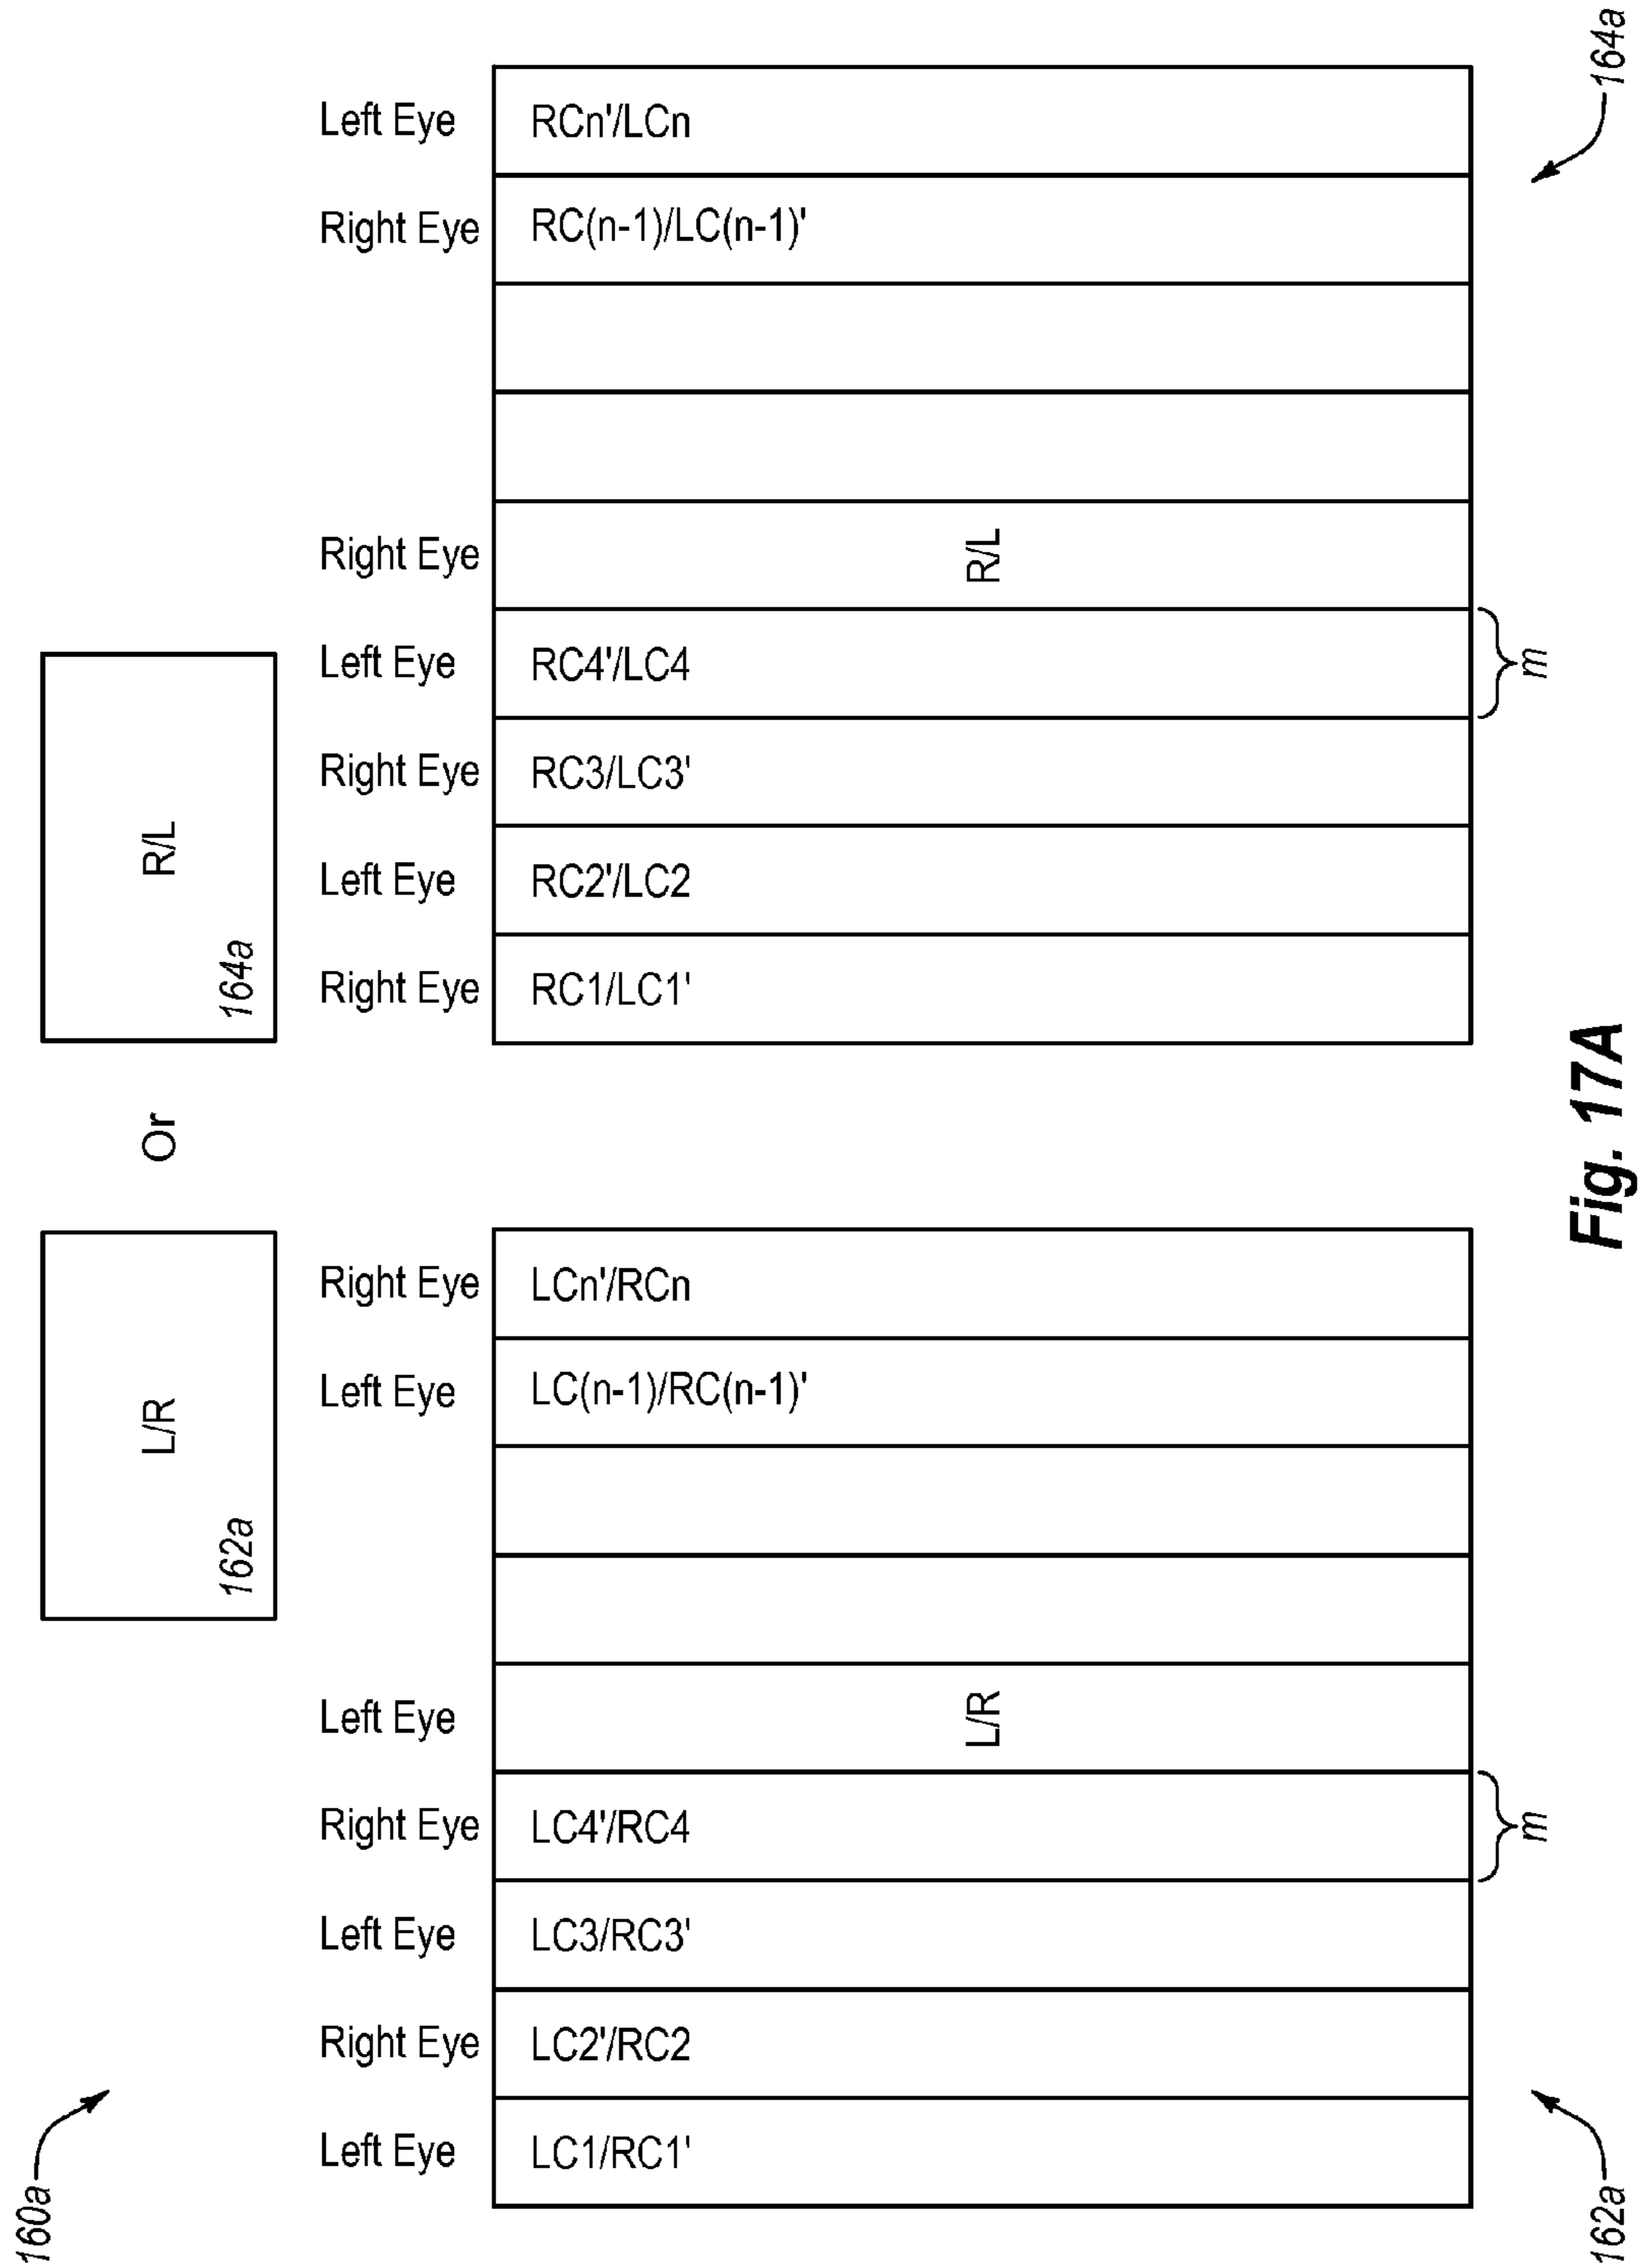 160a
L/R
162a
Or
R/L
164a
Left Eye
LC1/RC1'
Right Eye
LC2'/RC2
Left Eye
LC3/RC3'
Right Eye
LC4'/RC4
Left Eye
L/R
Left Eye
LC(n-1)/RC(n-1)'
Right Eye
LCn'/RCn
m
162a
Right Eye
RC1/LC1'
Left Eye
RC2'/LC2
Right Eye
RC3/LC3'
Left Eye
RC4'/LC4
Right Eye
R/L
Right Eye
RC(n-1)/LC(n-1)'
Left Eye
RCn'/LCn
m
164a
Fig. 17A